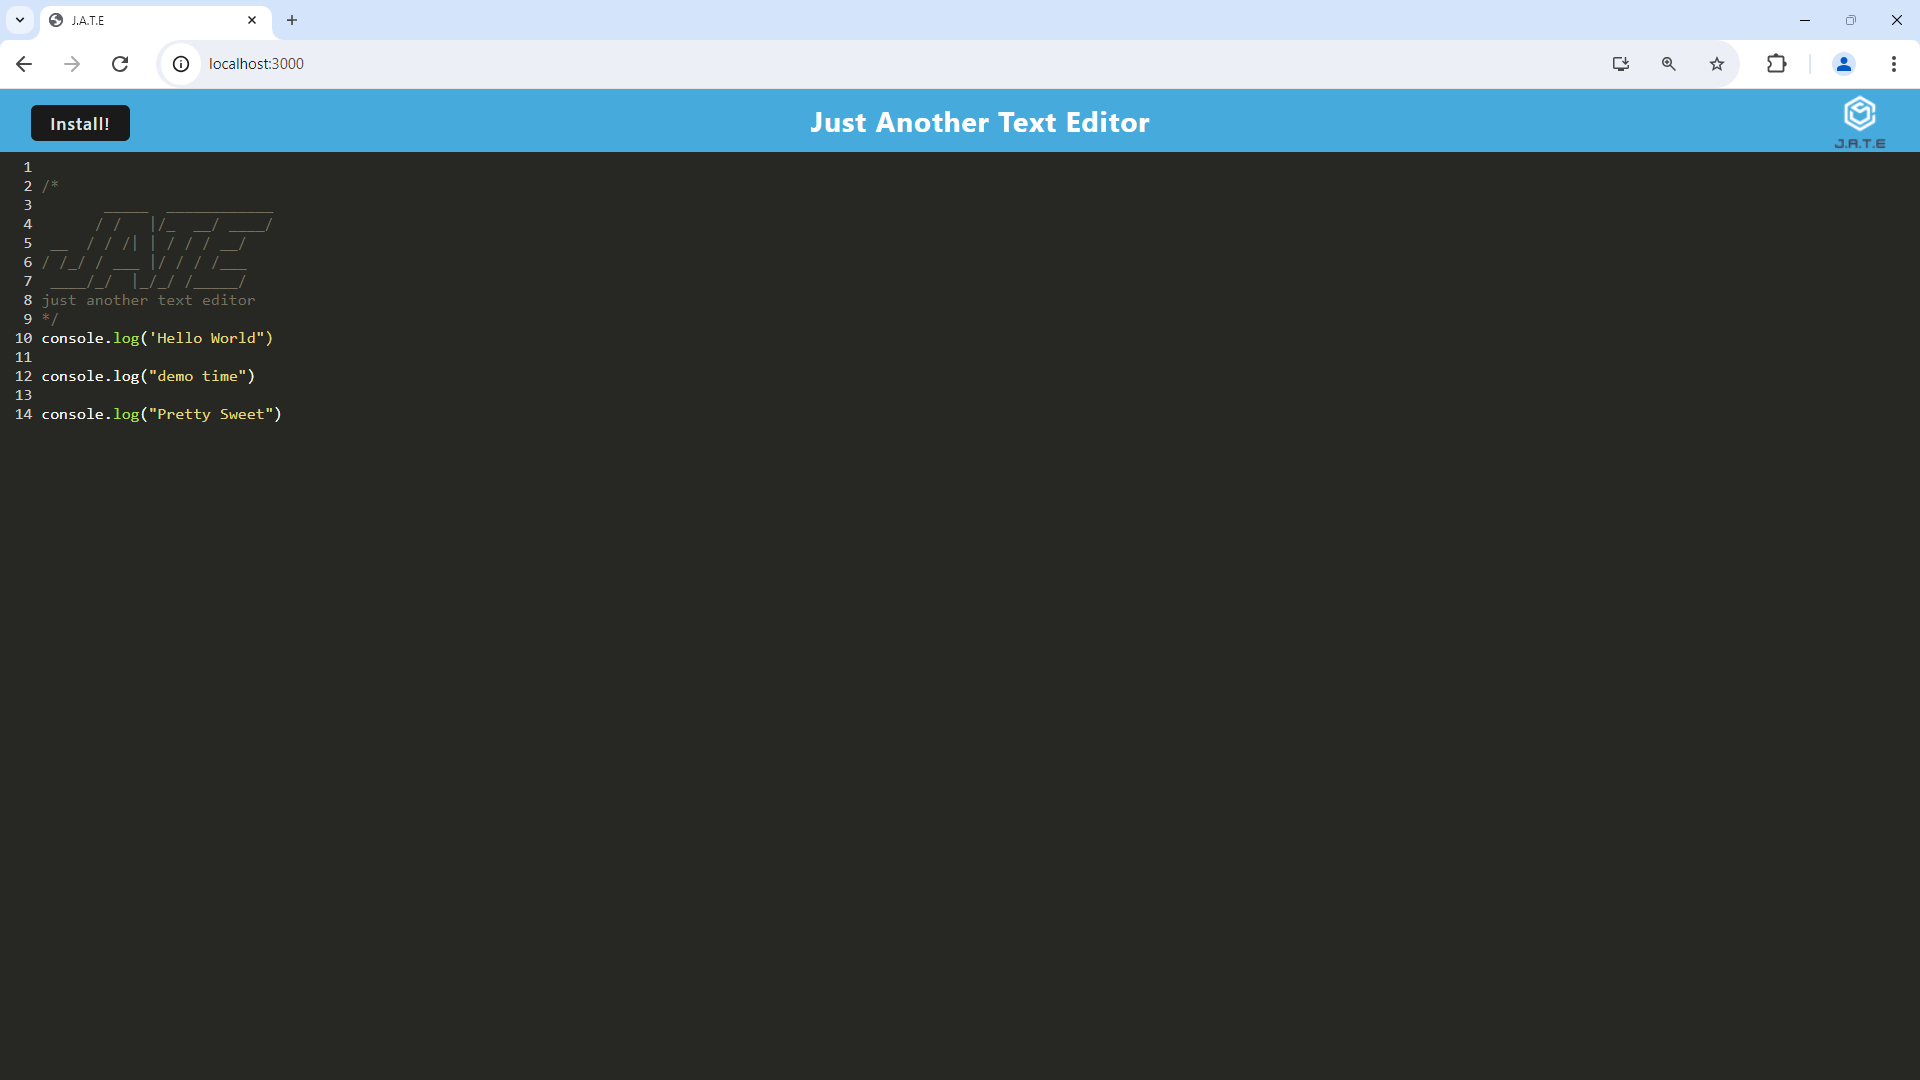 J.A.T.E
localhost:3000
Install!
Just Another Text Editor
J.A.T.E
1
2 /*
3       _____  ____________
4      / /   |/_  __/ ____/
5 __  / / /| | / / / __/
6 / /_/ / ___ |/ / / /___
7 ____/_/  |_/_/ /_____/
8 just another text editor
9 */
10 console.log('Hello World")
11
12 console.log("demo time")
13
14 console.log("Pretty Sweet")